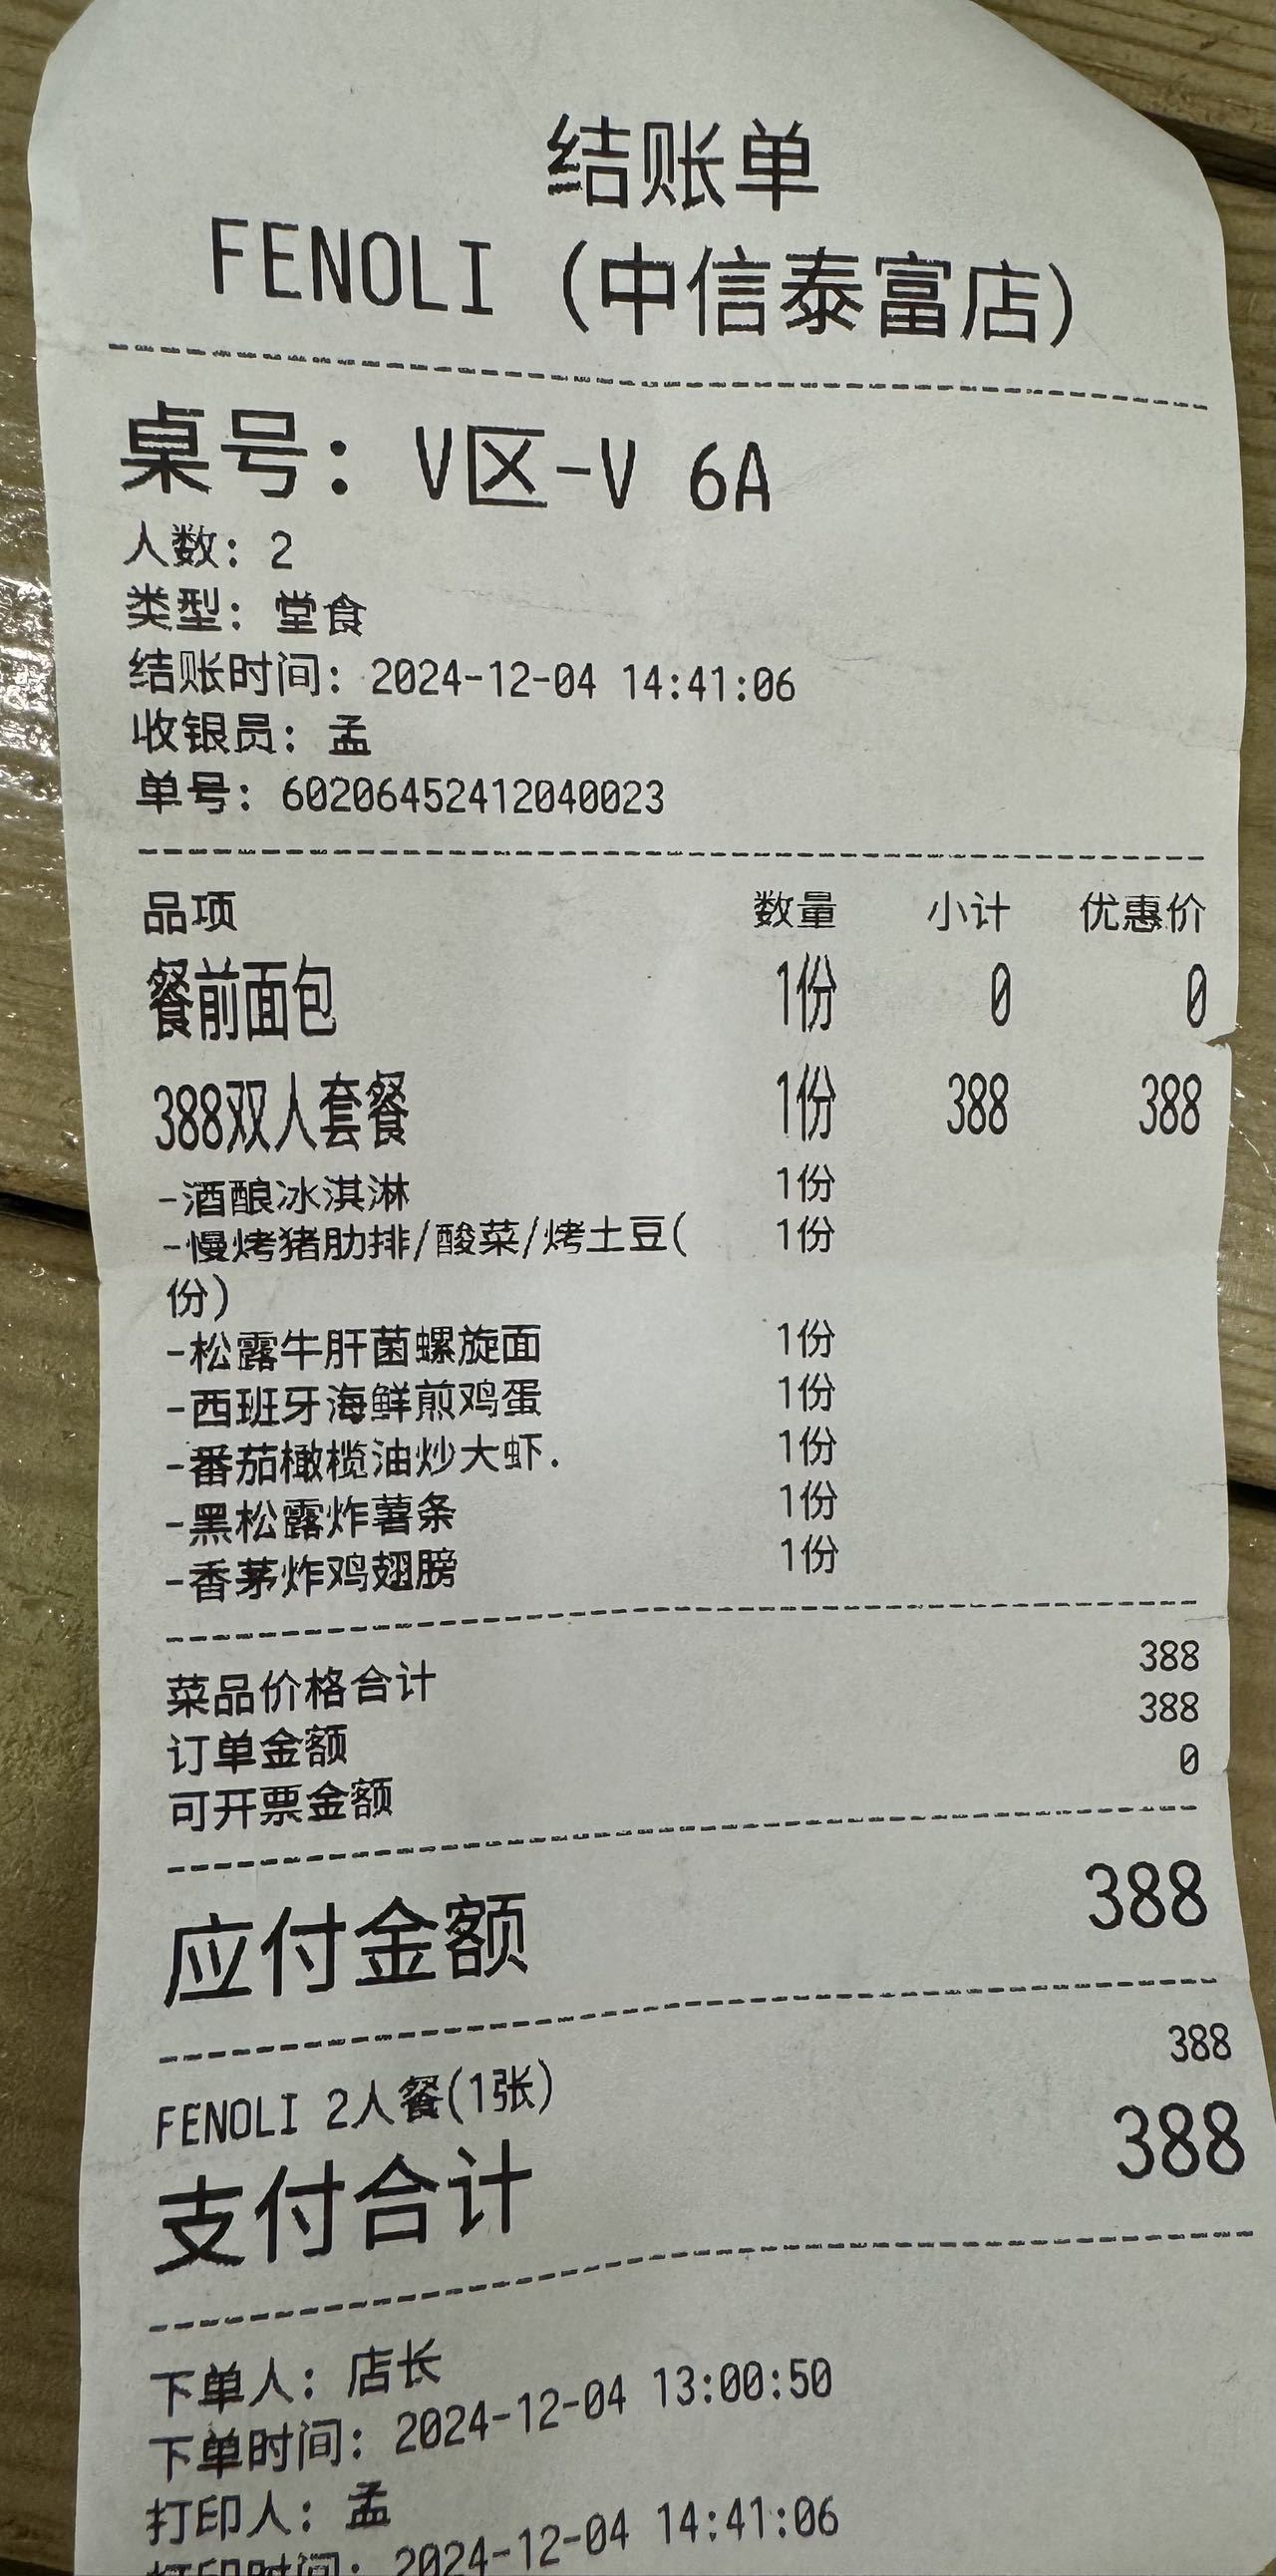 结账单
FENOLI (中信泰富店)
桌号: V区-V 6A
人数: 2
类型: 堂食
结账时间: 2024-12-04 14:41:06
收银员: 孟
单号: 60206452412040023
品项 数量 小计 优惠价
餐前面包 1份 0 0
388双人套餐 1份 388 388
-酒酿冰淇淋 1份
-慢烤猪肋排/酸菜/烤土豆( 1份
份)
-松露牛肝菌螺旋面 1份
-西班牙海鲜煎鸡蛋 1份
-番茄橄榄油炒大虾. 1份
-黑松露炸薯条 1份
-香茅炸鸡翅膀 1份
菜品价格合计 388
订单金额 388
可开票金额 0
应付金额 388
FENOLI 2人餐(1张) 388
支付合计 388
下单人: 店长
下单时间: 2024-12-04 13:00:50
打印人: 孟
打印时间: 2024-12-04 14:41:06